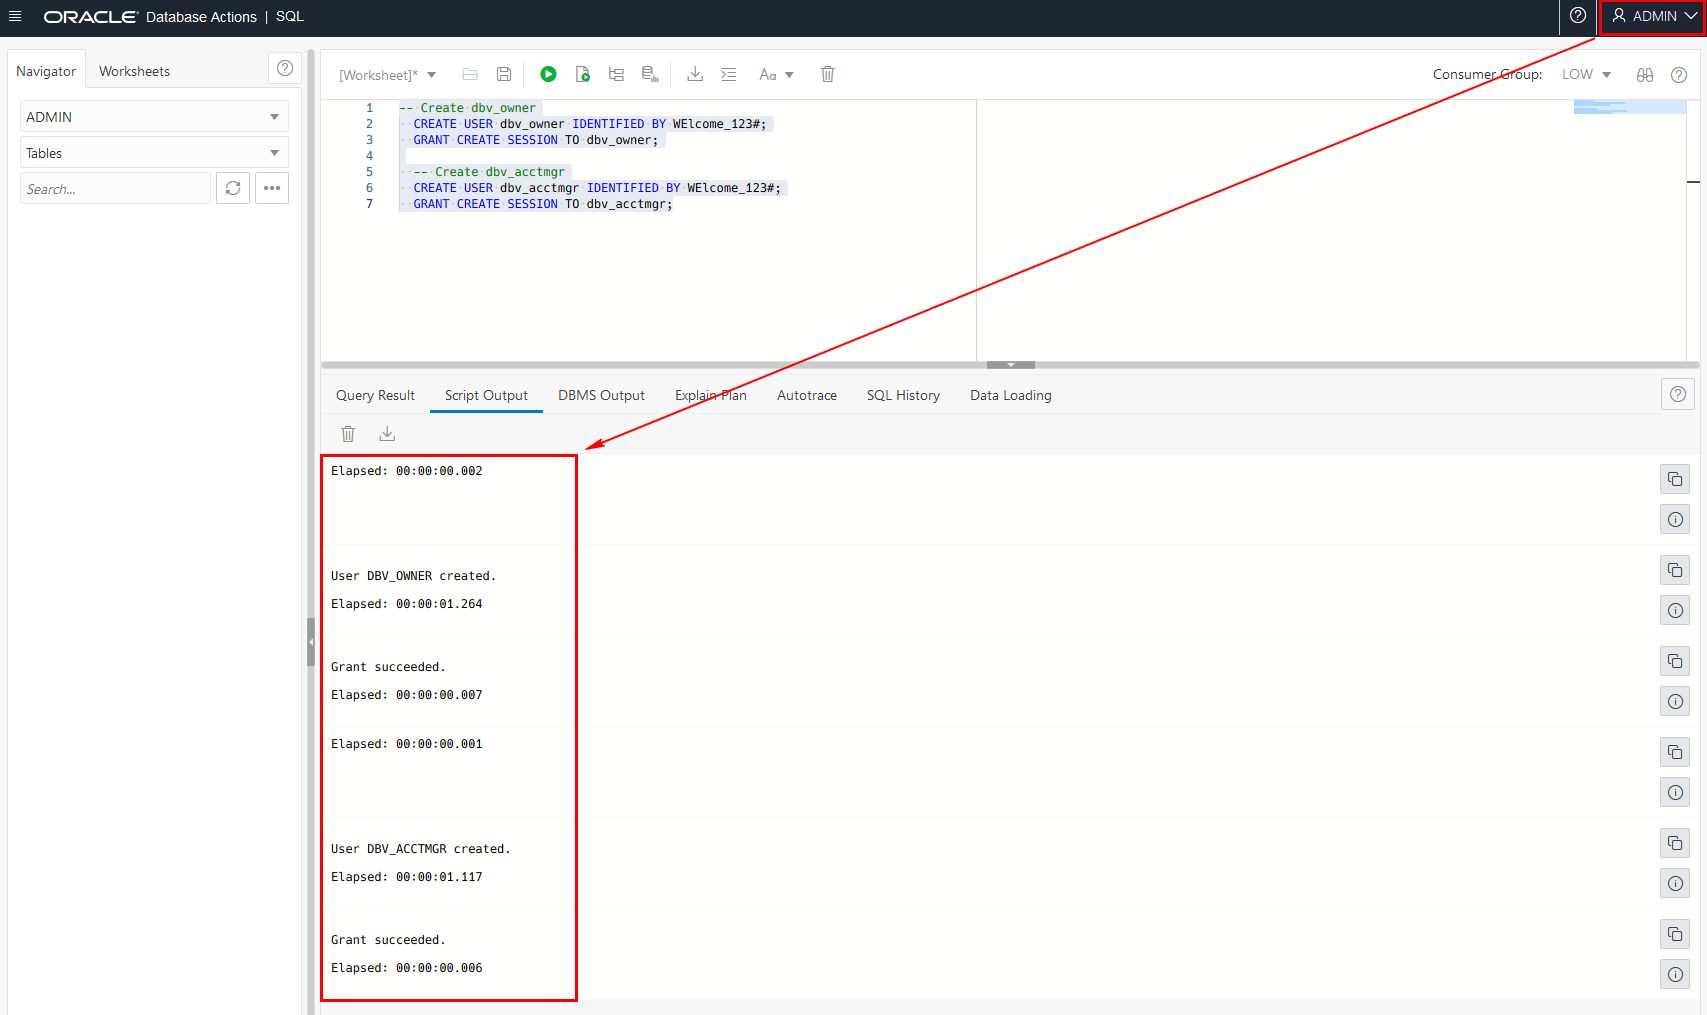 ORACLE Database Actions | SQL
ADMIN
Navigator
Worksheets
ADMIN
Tables
Search...
[Worksheet]*
Aa
Consumer Group:
LOW
1 -- Create dbv_owner
2 CREATE USER dbv_owner IDENTIFIED BY WElcome_123#;
3 GRANT CREATE SESSION TO dbv_owner;
4
5 -- Create dbv_acctmgr
6 CREATE USER dbv_acctmgr IDENTIFIED BY WElcome_123#;
7 GRANT CREATE SESSION TO dbv_acctmgr;
Query Result
Script Output
DBMS Output
Explain Plan
Autotrace
SQL History
Data Loading
Elapsed: 00:00:00.002
User DBV_OWNER created.
Elapsed: 00:00:01.264
Grant succeeded.
Elapsed: 00:00:00.007
Elapsed: 00:00:00.001
User DBV_ACCTMGR created.
Elapsed: 00:00:01.117
Grant succeeded.
Elapsed: 00:00:00.006